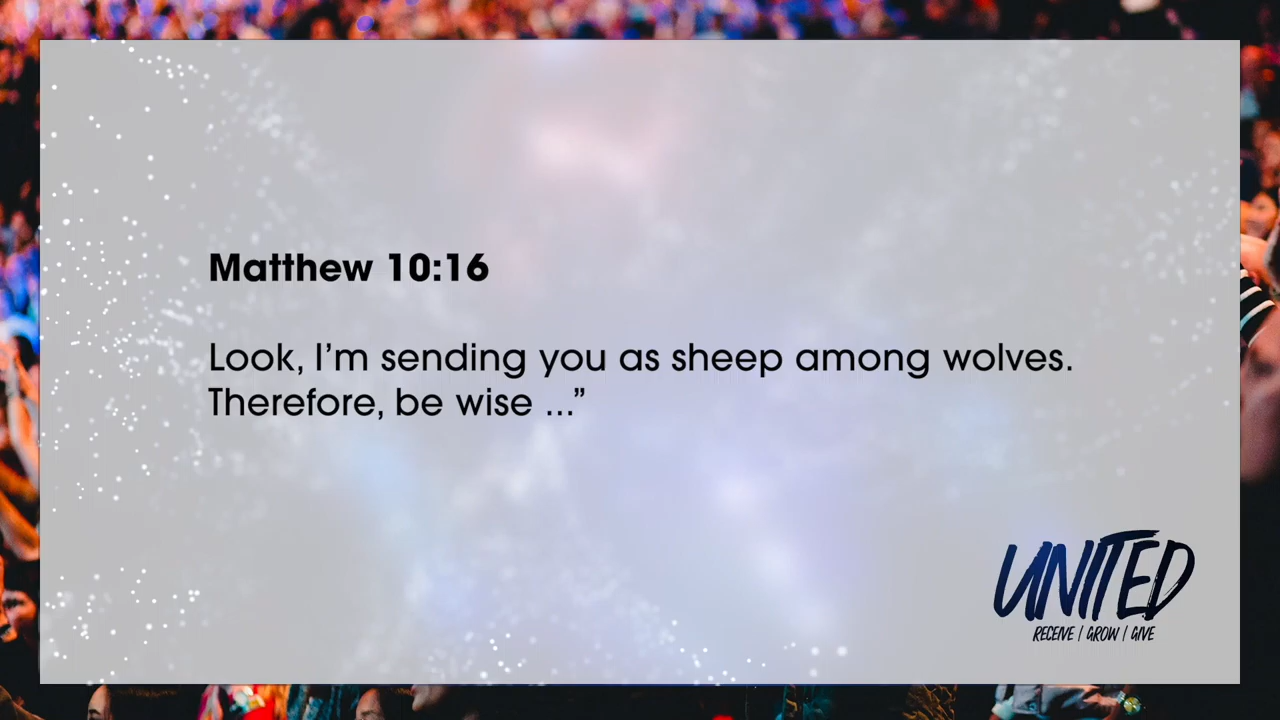 Matthew 10:16
Look, I’m sending you as sheep among wolves.
Therefore, be wise ...”
UNITED
RECEIVE / GROW / GIVE